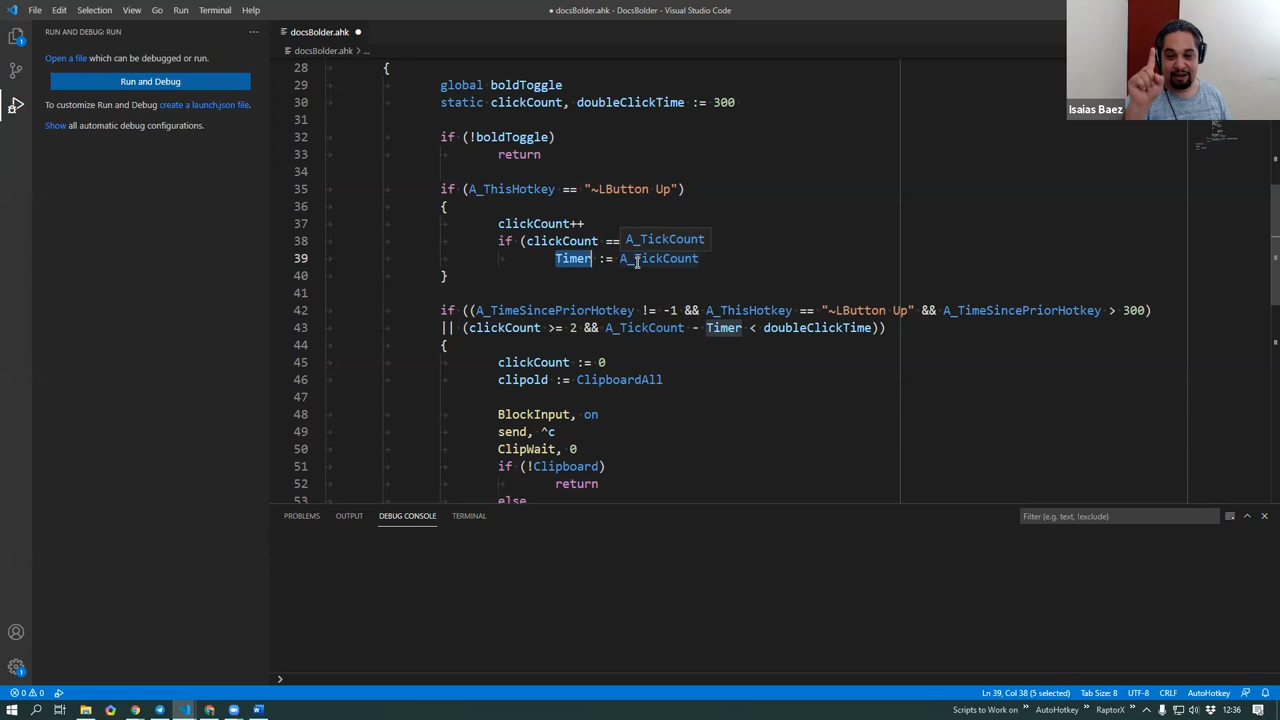 File Edit Selection View Go Run Terminal Help
● docsBolder.ahk - DocsBolder - Visual Studio Code
RUN AND DEBUG: RUN
Open a file which can be debugged or run.
Run and Debug
To customize Run and Debug create a launch.json file.
Show all automatic debug configurations.
docsBolder.ahk ●
docsBolder.ahk > ...
28 {
29 global boldToggle
30 static clickCount, doubleClickTime := 300
31
32 if (!boldToggle)
33 return
34
35 if (A_ThisHotkey == "~LButton Up")
36 {
37 clickCount++
A_TickCount
38 if (clickCount ==
39 Timer := A_TickCount
40 }
41
42 if ((A_TimeSincePriorHotkey != -1 && A_ThisHotkey == "~LButton Up" && A_TimeSincePriorHotkey > 300)
43 || (clickCount >= 2 && A_TickCount - Timer < doubleClickTime))
44 {
45 clickCount := 0
46 clipold := ClipboardAll
47
48 BlockInput, on
49 send, ^c
50 ClipWait, 0
51 if (!Clipboard)
52 return
53 else
Isaias Baez
PROBLEMS OUTPUT DEBUG CONSOLE TERMINAL
Filter (e.g. text, !exclude)
0 0
Ln 39, Col 38 (5 selected) Tab Size: 8 UTF-8 CRLF AutoHotkey
Scripts to Work on » AutoHotkey » RaptorX » 12:36